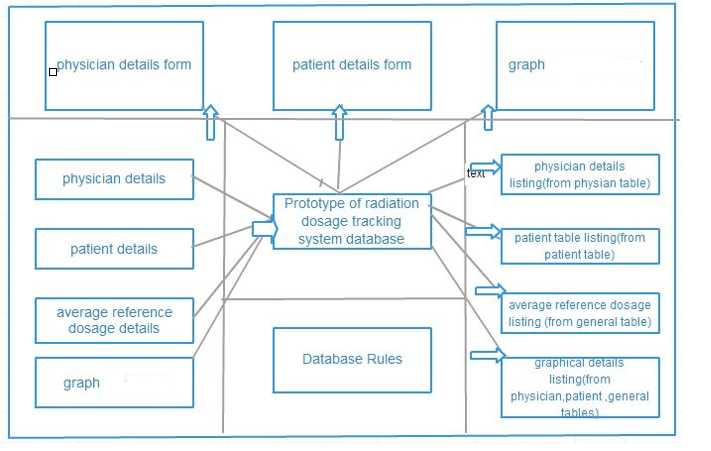 physician details form
patient details form
graph
physician details
patient details
average reference
dosage details
graph
Prototype of radiation
dosage tracking
system database
Database Rules
text
physician details
listing(from physian table)
patient table listing(from
patient table)
average reference dosage
listing (from general table)
graphical details
listing(from
physician,patient ,general
tables)